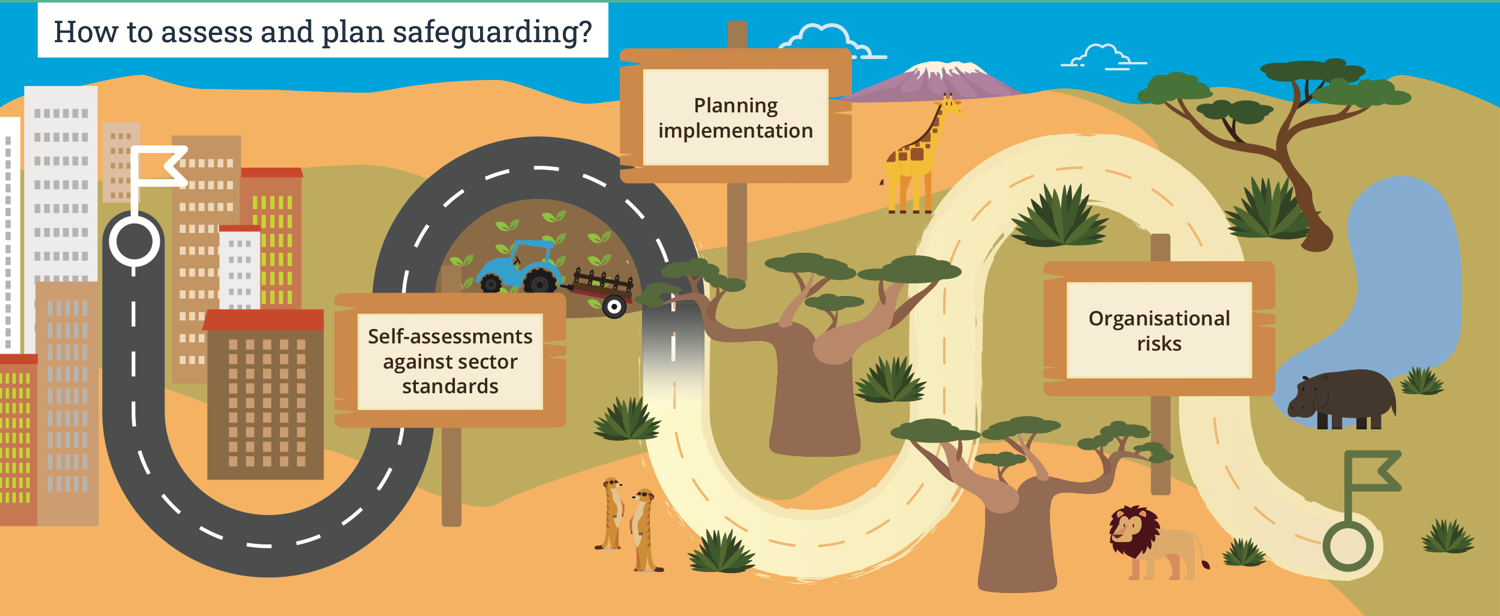 How to assess and plan safeguarding?
Planning
implementation
Self-assessments
against sector
standards
Organisational
risks